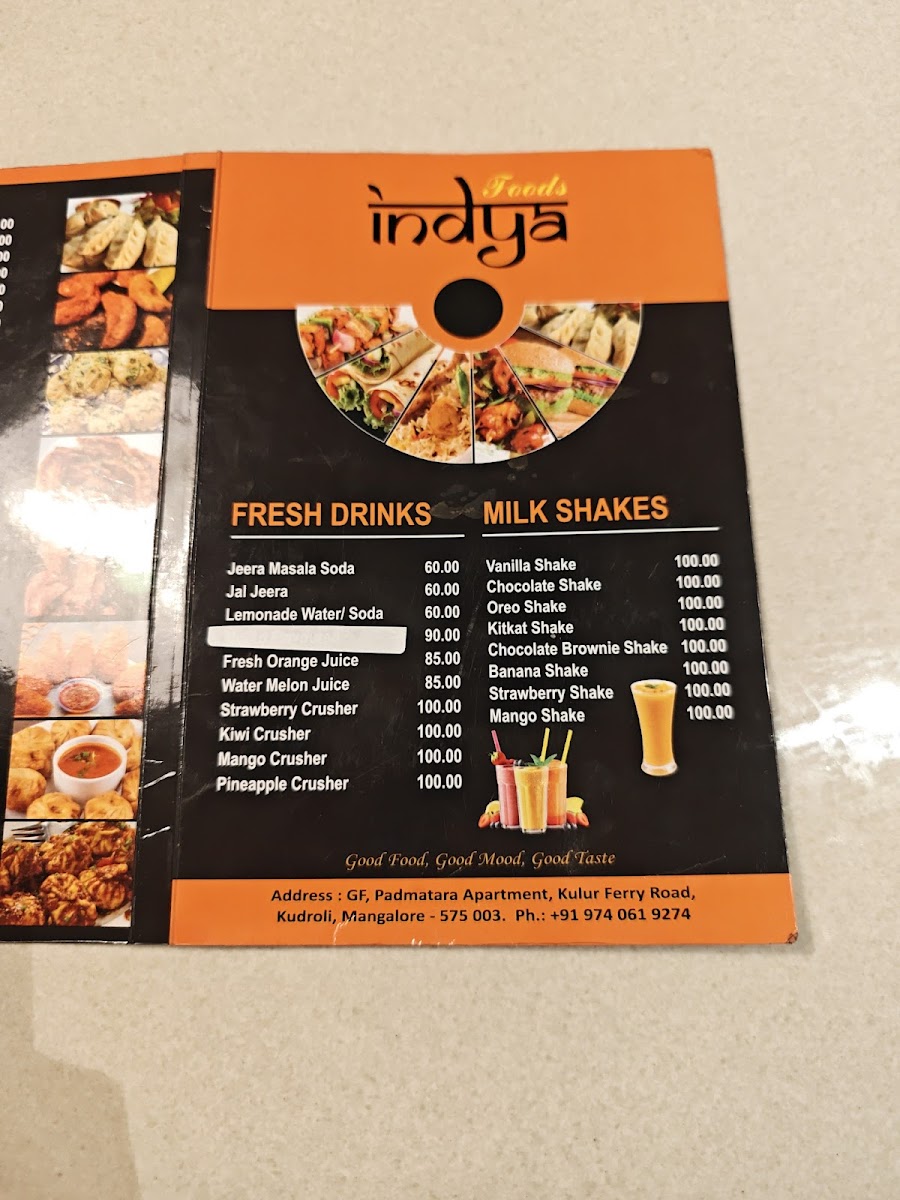 Foods
indya
FRESH DRINKS
Jeera Masala Soda 60.00
Jal Jeera 60.00
Lemonade Water/ Soda 60.00
90.00
Fresh Orange Juice 85.00
Water Melon Juice 85.00
Strawberry Crusher 100.00
Kiwi Crusher 100.00
Mango Crusher 100.00
Pineapple Crusher 100.00
MILK SHAKES
Vanilla Shake 100.00
Chocolate Shake 100.00
Oreo Shake 100.00
Kitkat Shake 100.00
Chocolate Brownie Shake 100.00
Banana Shake 100.00
Strawberry Shake 100.00
Mango Shake 100.00
Good Food, Good Mood, Good Taste
Address : GF, Padmatara Apartment, Kulur Ferry Road,
Kudroli, Mangalore - 575 003. Ph.: +91 974 061 9274